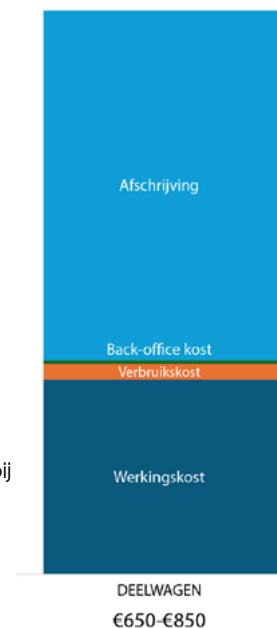 Afschrijving
Back-office kost
Verbruikskost
Werkingskost
DEELWAGEN
€650-€850